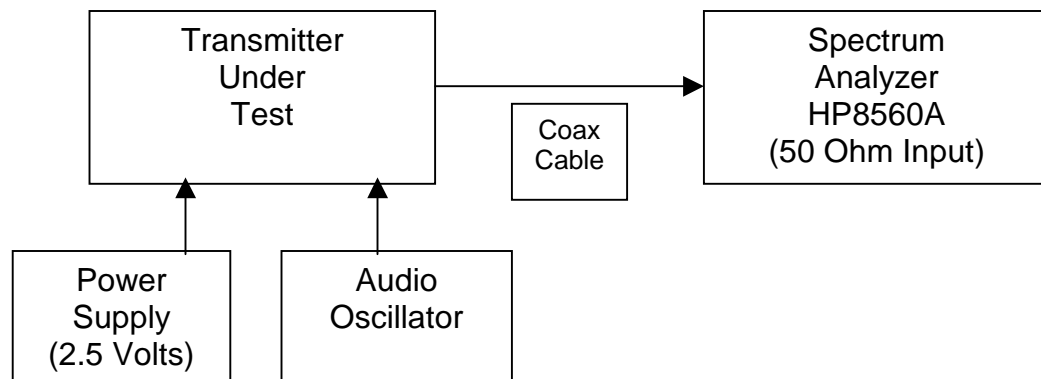 Transmitter
Under
Test
Spectrum
Analyzer
HP8560A
(50 Ohm Input)
Coax
Cable
Power
Supply
(2.5 Volts)
Audio
Oscillator